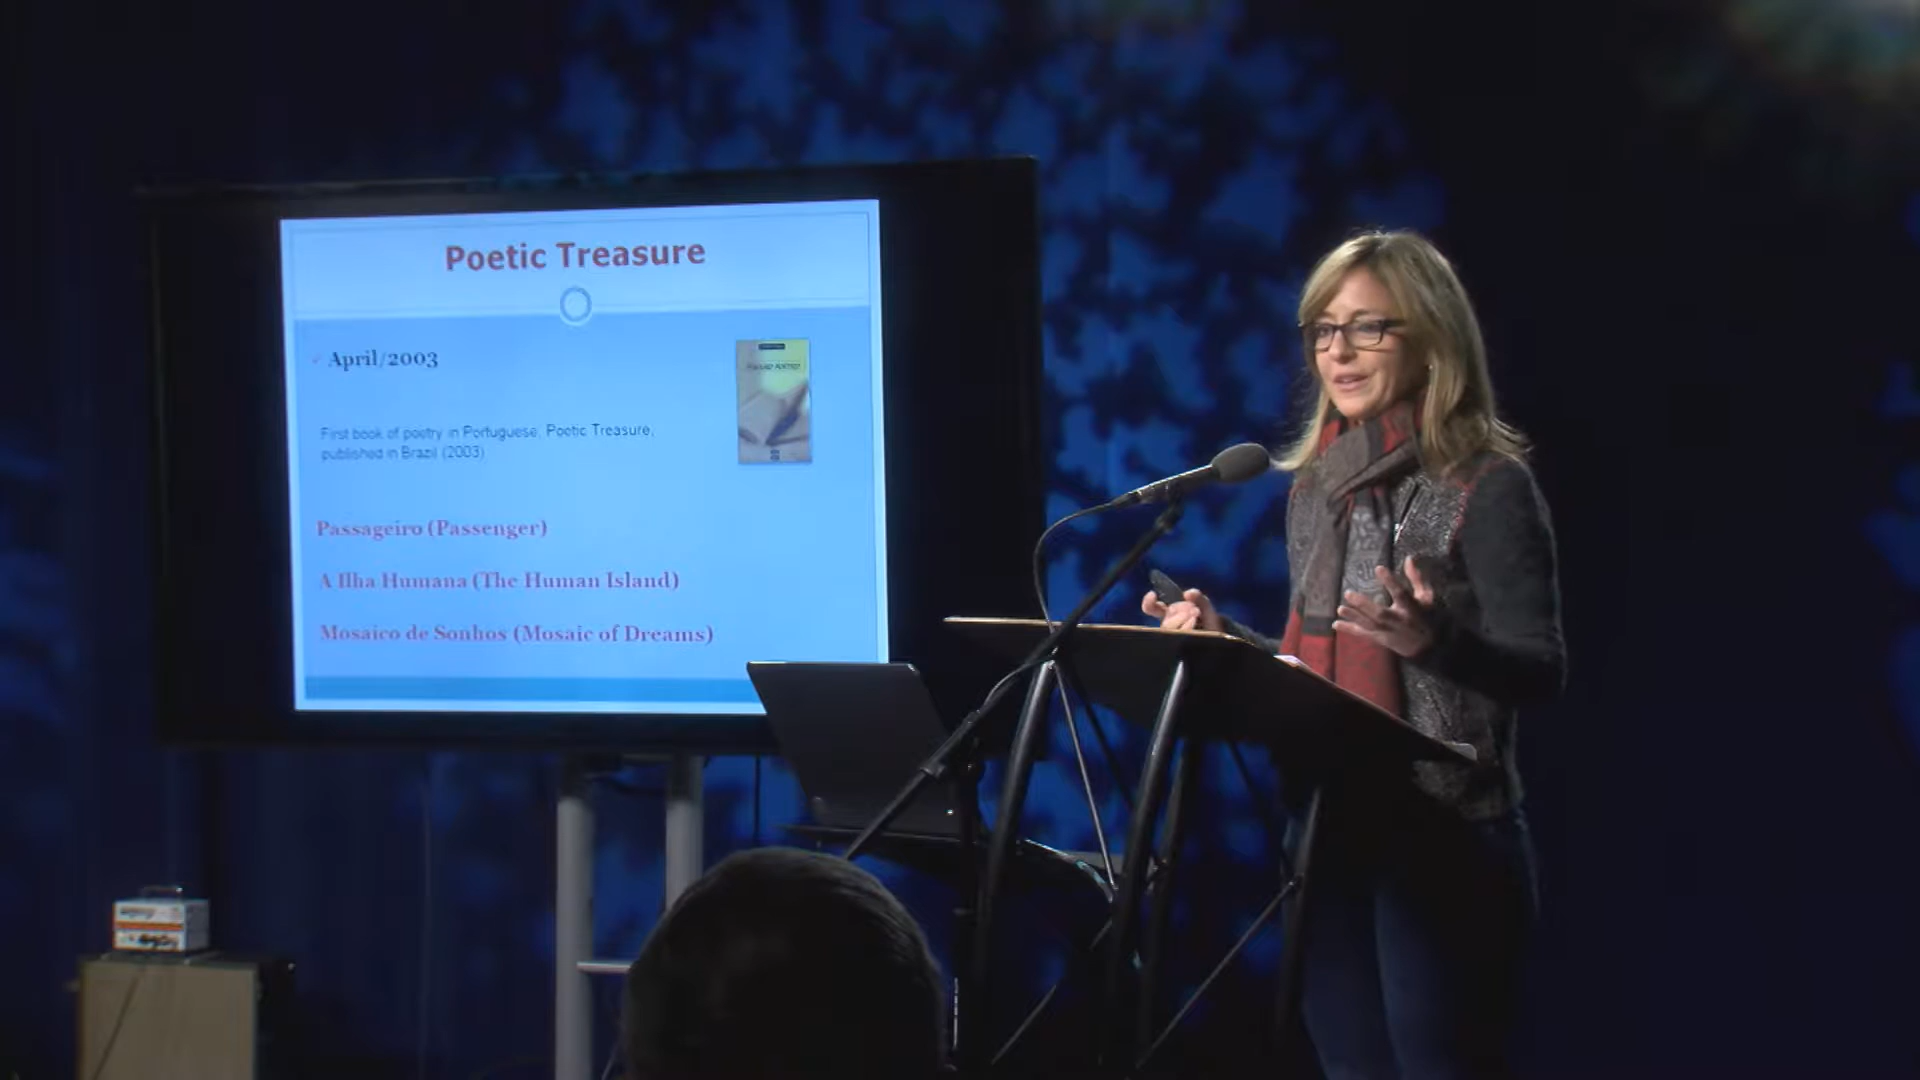 Poetic Treasure
April/2003
First book of poetry in Portuguese, Poetic Treasure,
published in Brazil (2003)
Passageiro (Passenger)
A Ilha Humana (The Human Island)
Mosaico de Sonhos (Mosaic of Dreams)